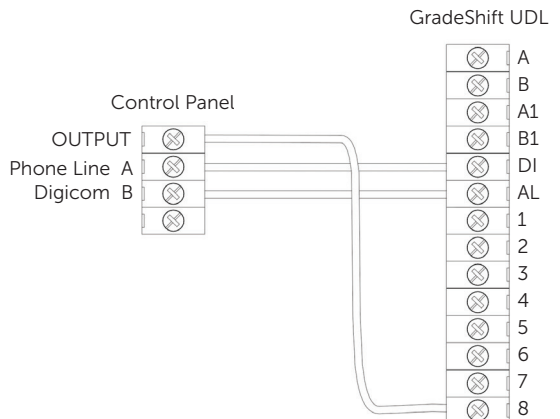 GradeShift UDL
Control Panel
OUTPUT
Phone Line A
Digicom B
A
B
A1
B1
DI
AL
1
2
3
4
5
6
7
8